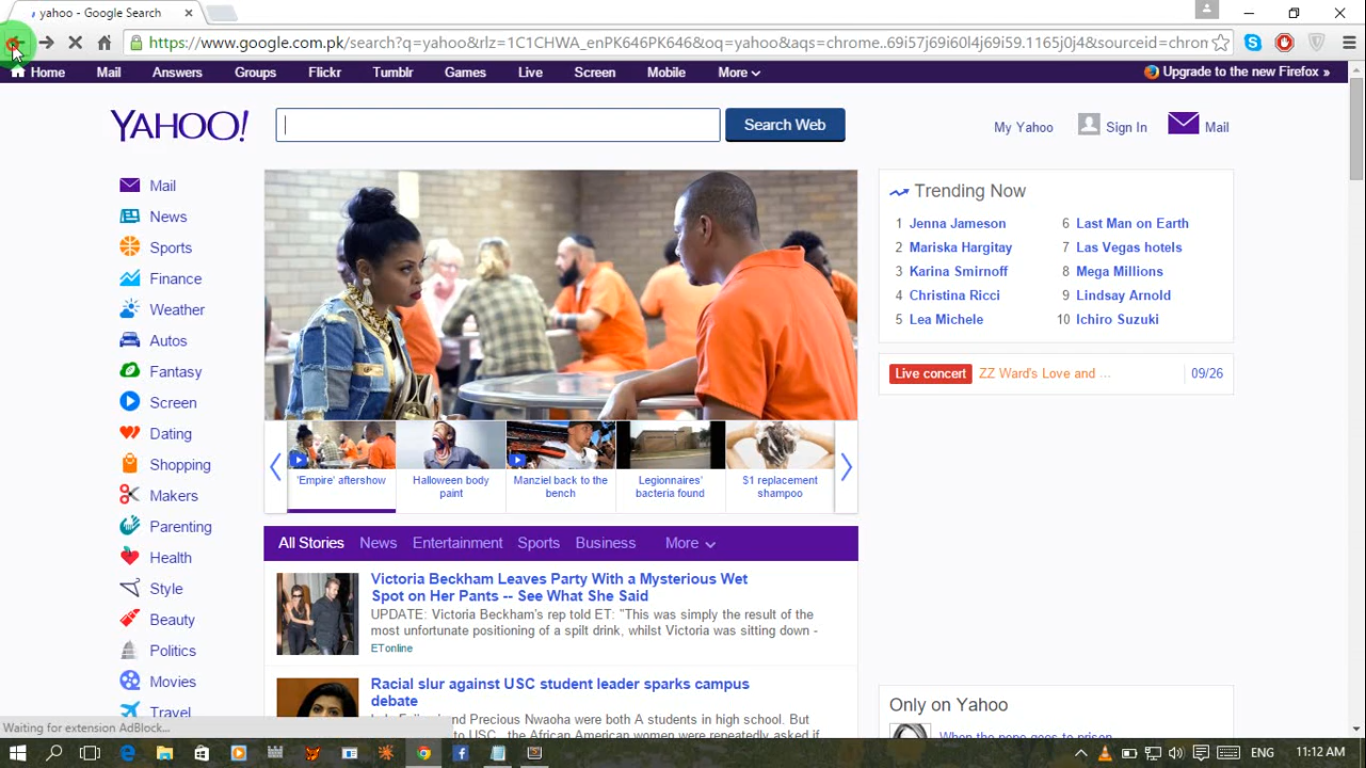 yahoo - Google Search
https://www.google.com.pk/search?q=yahoo&rlz=1C1CHWA_enPK646PK646&oq=yahoo&aqs=chrome..69i57j69i60l4j69i59.1165j0j4&sourceid=chron
Home Mail Answers Groups Flickr Tumblr Games Live Screen Mobile More Upgrade to the new Firefox »
YAHOO!
Search Web
My Yahoo Sign In Mail
Mail
News
Sports
Finance
Weather
Autos
Fantasy
Screen
Dating
Shopping
Makers
Parenting
Health
Style
Beauty
Politics
Movies
Travel
'Empire' aftershow
Halloween body
paint
Manziel back to the
bench
Legionnaires'
bacteria found
$1 replacement
shampoo
All Stories News Entertainment Sports Business More
Victoria Beckham Leaves Party With a Mysterious Wet
Spot on Her Pants -- See What She Said
UPDATE: Victoria Beckham's rep told ET: "This was simply the result of the
most unfortunate positioning of a spilt drink, whilst Victoria was sitting down -
ETonline
Racial slur against USC student leader sparks campus
debate
and Precious Nwaoha were both A students in high school. But
to USC, the African American women were repeatedly asked if
Trending Now
1 Jenna Jameson
2 Mariska Hargitay
3 Karina Smirnoff
4 Christina Ricci
5 Lea Michele
6 Last Man on Earth
7 Las Vegas hotels
8 Mega Millions
9 Lindsay Arnold
10 Ichiro Suzuki
Live concert ZZ Ward's Love and ... 09/26
Only on Yahoo
When the pope goes to prison
Waiting for extension AdBlock...
ENG 11:12 AM